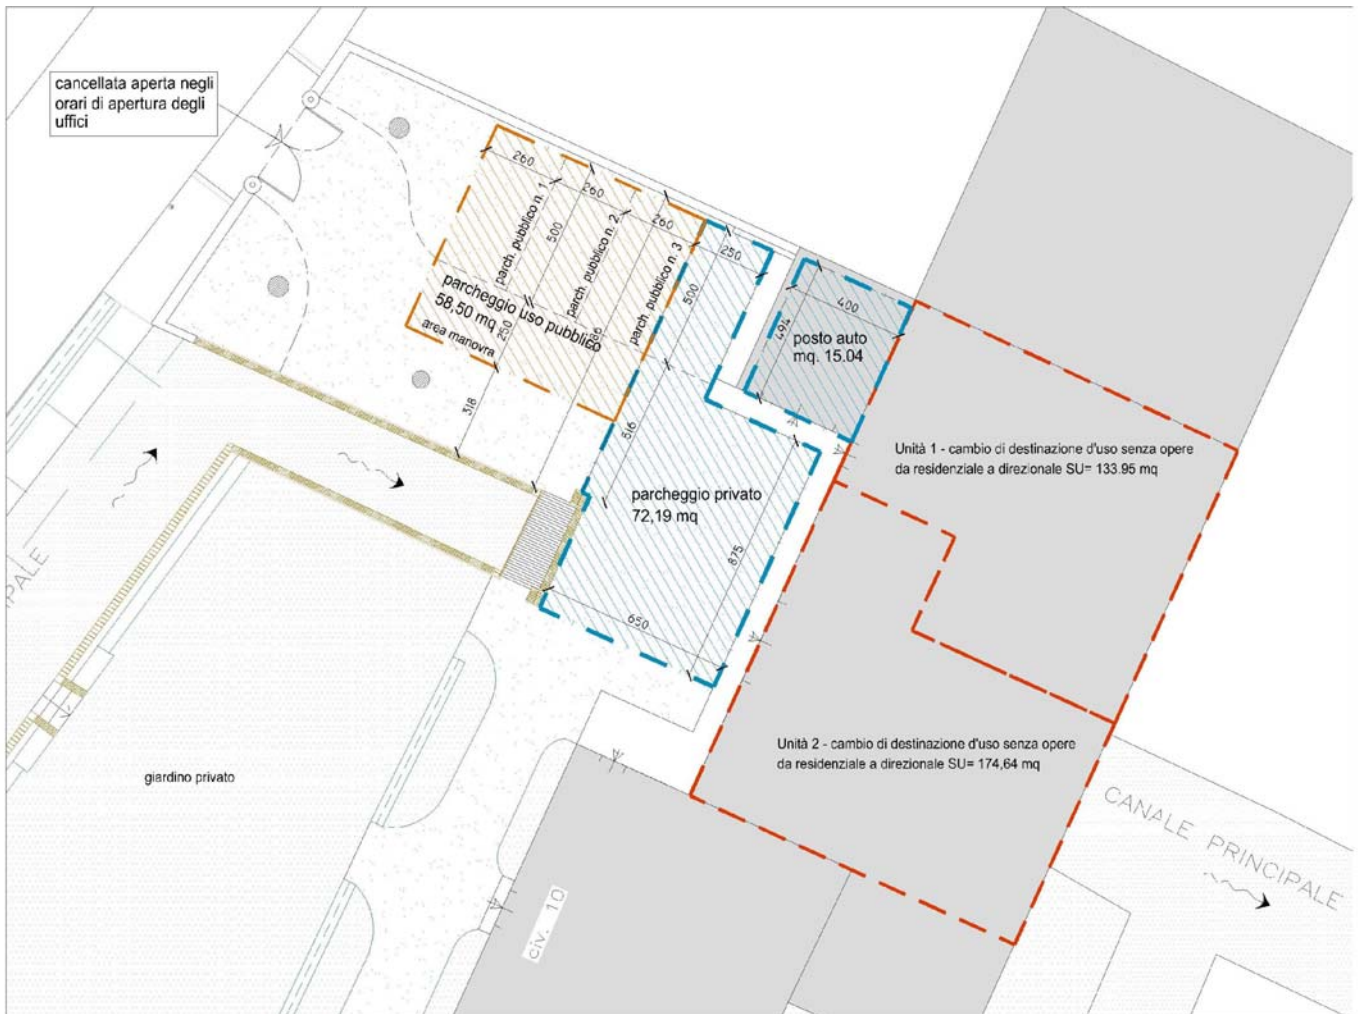 cancellata aperta negli
orari di apertura degli
uffici
260
260
260
250
parch. pubblico n. 1
500
parch. pubblico n. 2
parch. pubblico n. 3
500
parcheggio uso pubblico
58,50 mq
area manovra
250
318
516
400
494
posto auto
mq. 15.04
Unità 1 - cambio di destinazione d'uso senza opere
da residenziale a direzionale SU= 133.95 mq
parcheggio privato
72,19 mq
875
650
Unità 2 - cambio di destinazione d'uso senza opere
da residenziale a direzionale SU= 174,64 mq
giardino privato
CANALE PRINCIPALE
civ. 10
IPALE